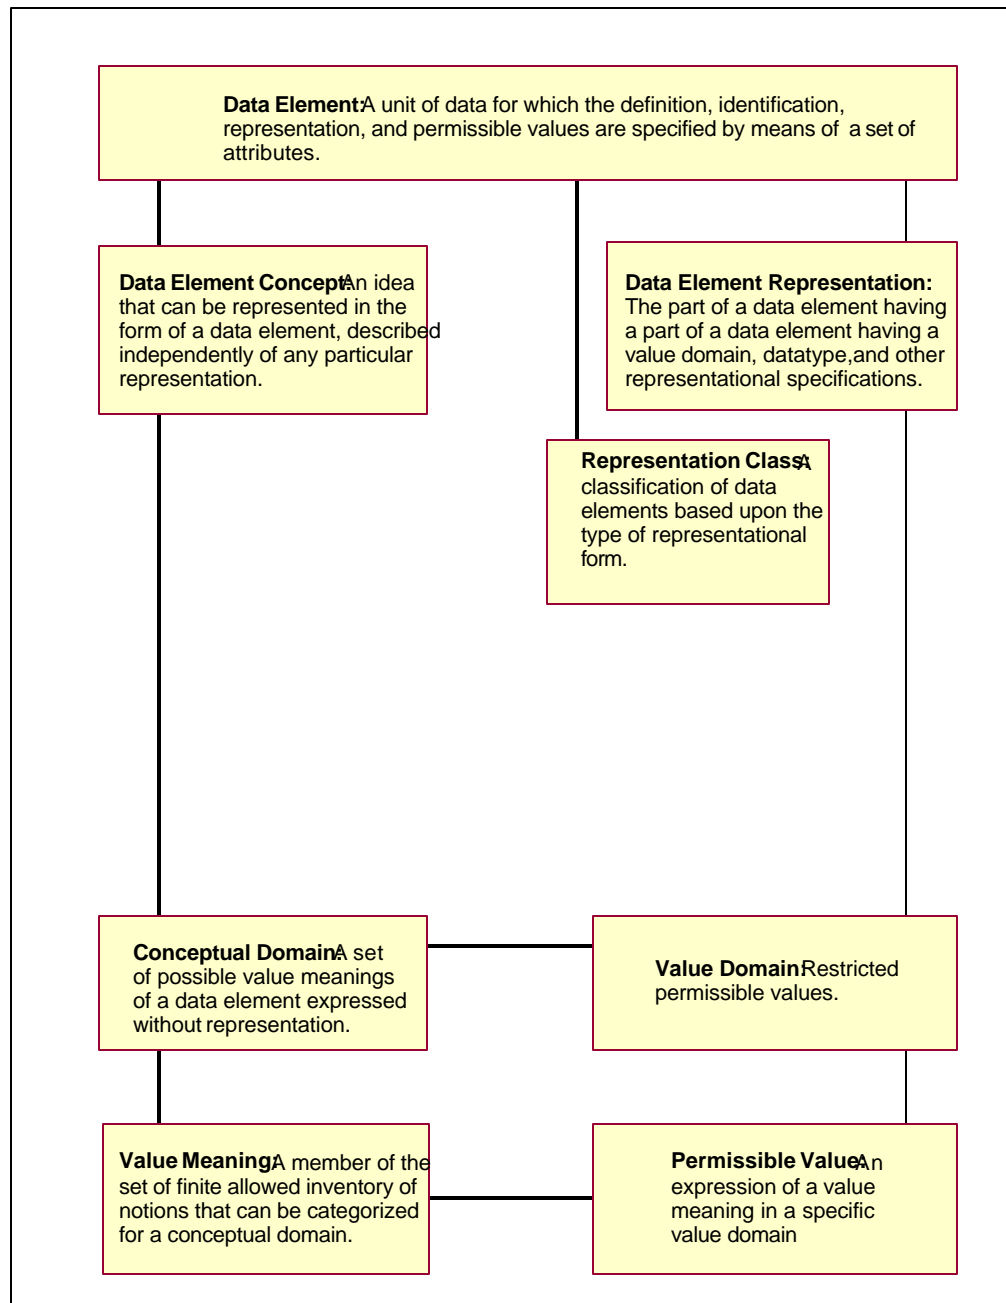 Data Element: A unit of data for which the definition, identification,
representation, and permissible values are specified by means of a set of
attributes.
Data Element Concept: An idea
that can be represented in the
form of a data element, described
independently of any particular
representation.
Data Element Representation:
The part of a data element having
a part of a data element having a
value domain, datatype,and other
representational specifications.
Representation Class: A
classification of data
elements based upon the
type of representational
form.
Conceptual Domain: A set
of possible value meanings
of a data element expressed
without representation.
Value Domain: Restricted
permissible values.
Value Meaning: A member of the
set of finite allowed inventory of
notions that can be categorized
for a conceptual domain.
Permissible Value: An
expression of a value
meaning in a specific
value domain